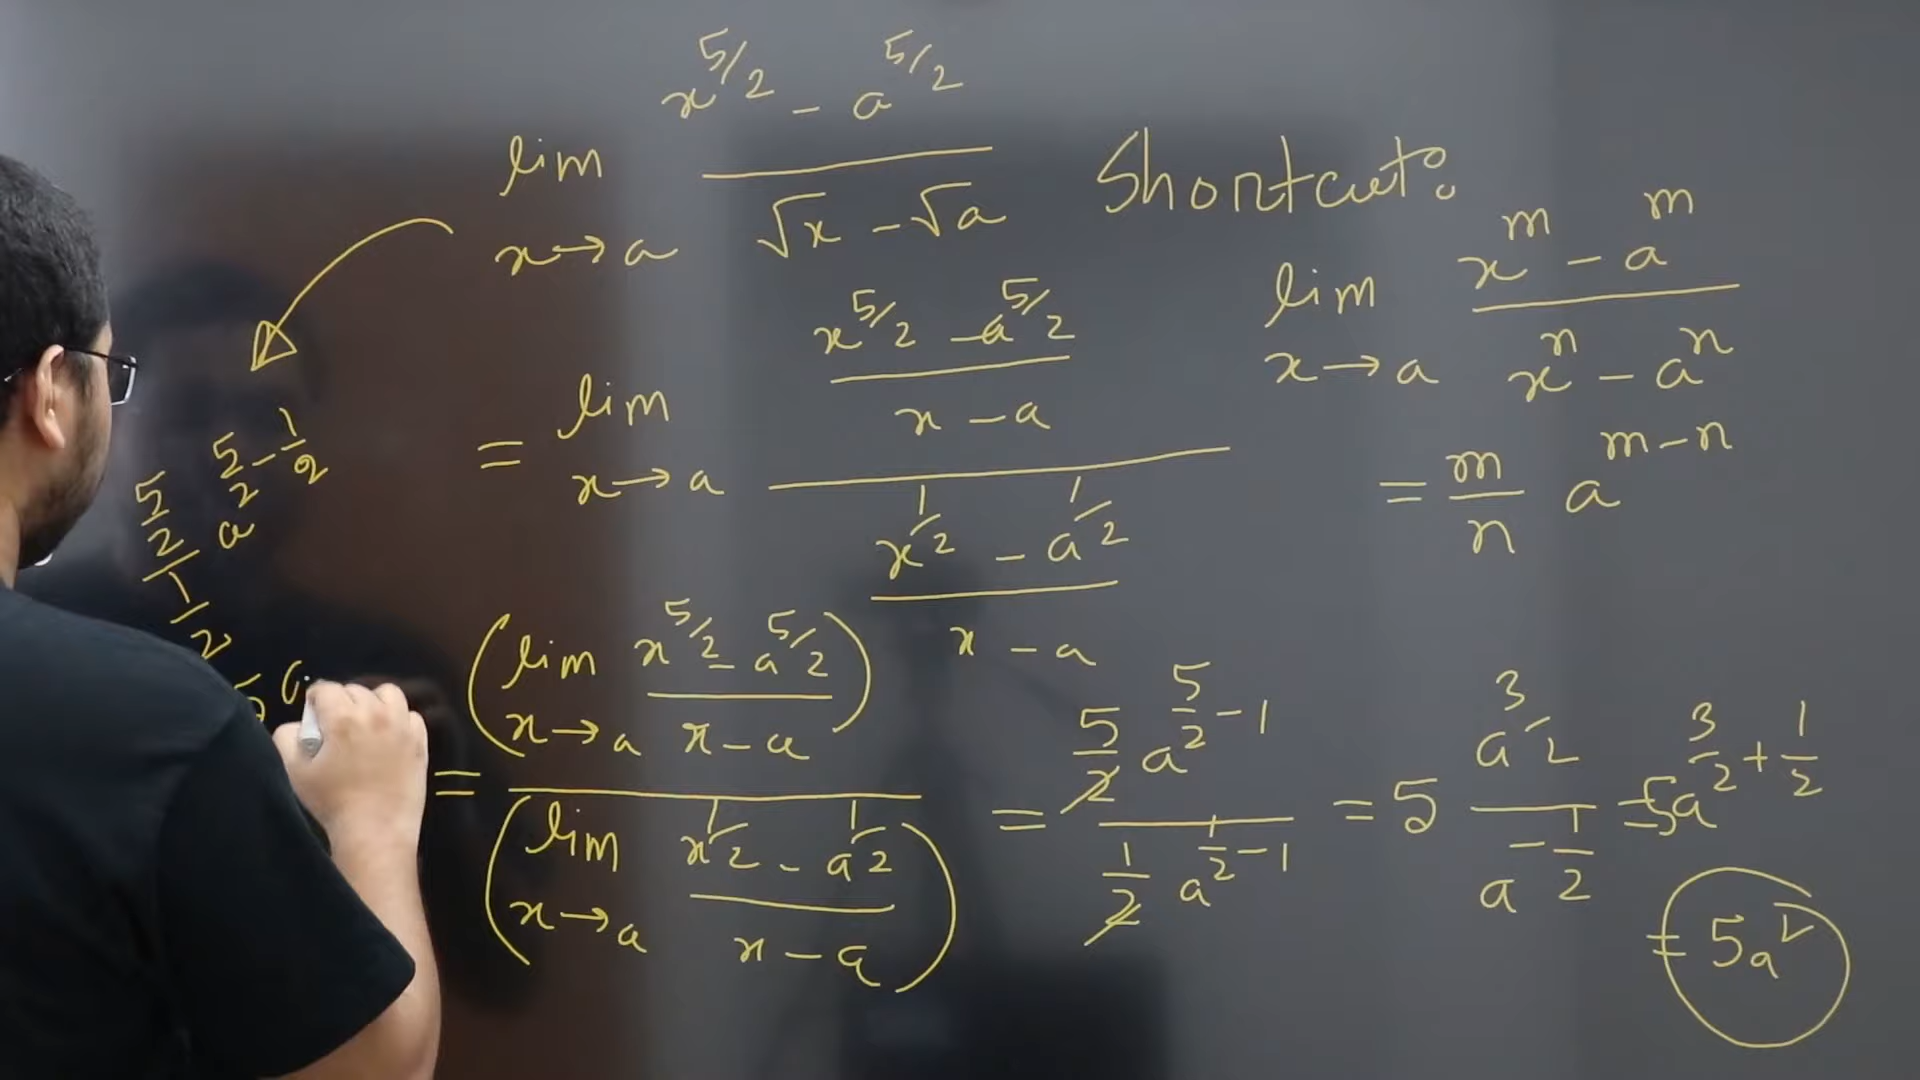 lim x→a (x^5/2 - a^5/2) / (√x - √a)
= lim x→a ((x^5/2 - a^5/2) / (x - a)) / ((x^1/2 - a^1/2) / (x - a))
= (lim x→a (x^5/2 - a^5/2) / (x - a)) / (lim x→a (x^1/2 - a^1/2) / (x - a))
= (5/2 a^(5/2 - 1)) / (1/2 a^(1/2 - 1))
= 5 a^3/2 / a^(-1/2)
= 5a^(3/2 + 1/2)
= 5a^2
Shortcut:
lim x→a (x^m - a^m) / (x^n - a^n)
= m/n a^(m-n)
(5/2) / (1/2) a^(5/2 - 1/2)
5 a